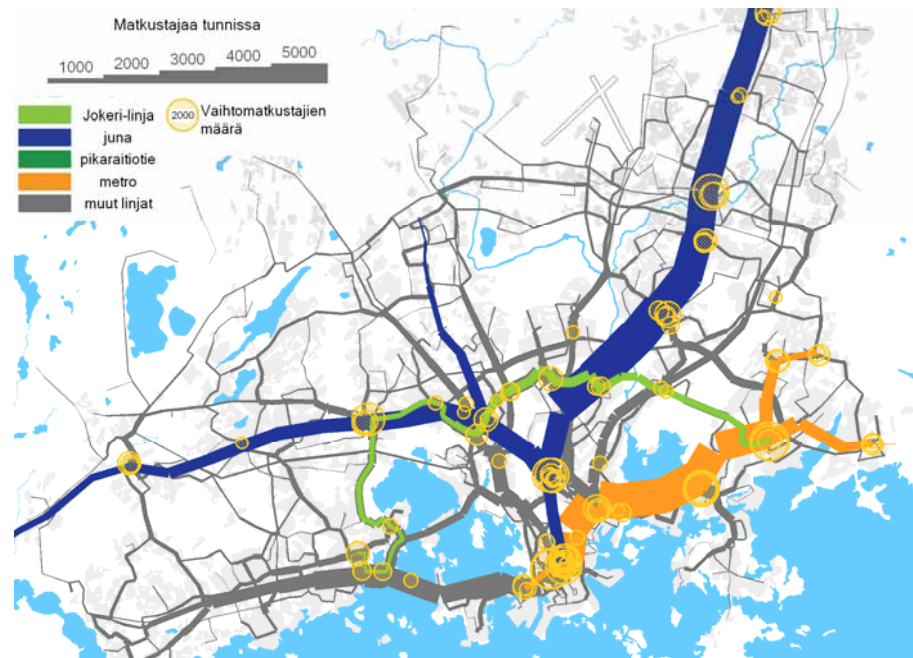 Matkustajaa tunnissa
1000 2000 3000 4000 5000
Jokeri-linja
juna
pikaraitiotie
metro
muut linjat
2000
Vaihtomatkustajien
määrä